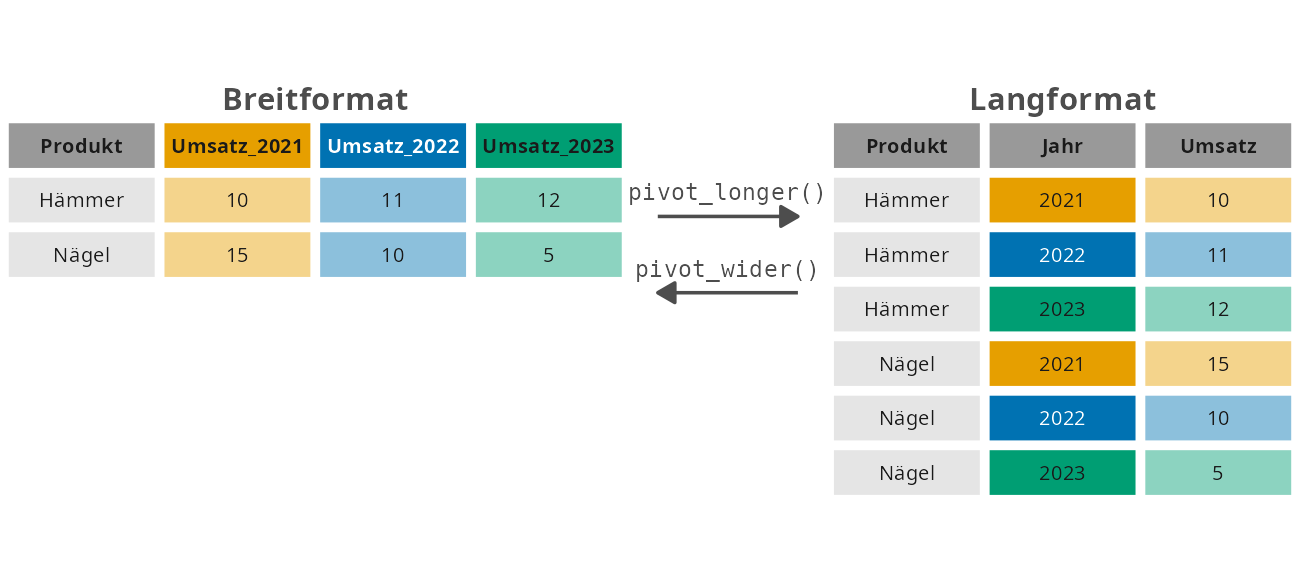 Breitformat
Produkt Umsatz_2021 Umsatz_2022 Umsatz_2023
Hämmer 10 11 12
Nägel 15 10 5
pivot_longer()
pivot_wider()
Langformat
Produkt Jahr Umsatz
Hämmer 2021 10
Hämmer 2022 11
Hämmer 2023 12
Nägel 2021 15
Nägel 2022 10
Nägel 2023 5